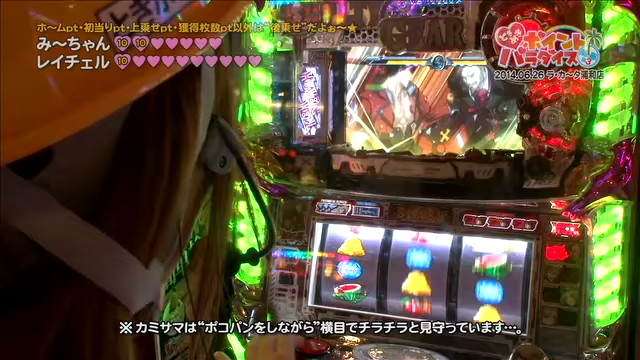 ホームpt・初当りpt・上乗せpt・獲得枚数pt以外は“後乗せ”だよぉ～★
み～ちゃん ⑩⑩♥♥♥♥♥
レイチェル ⑩♥♥♥♥♥♥♥♥♥
ポイント
パラダイス
2014.06.26 ラ・カータ浦和店
GEAR
※ カミサマは“ポコパンをしながら”横目でチラチラと見守っています…。